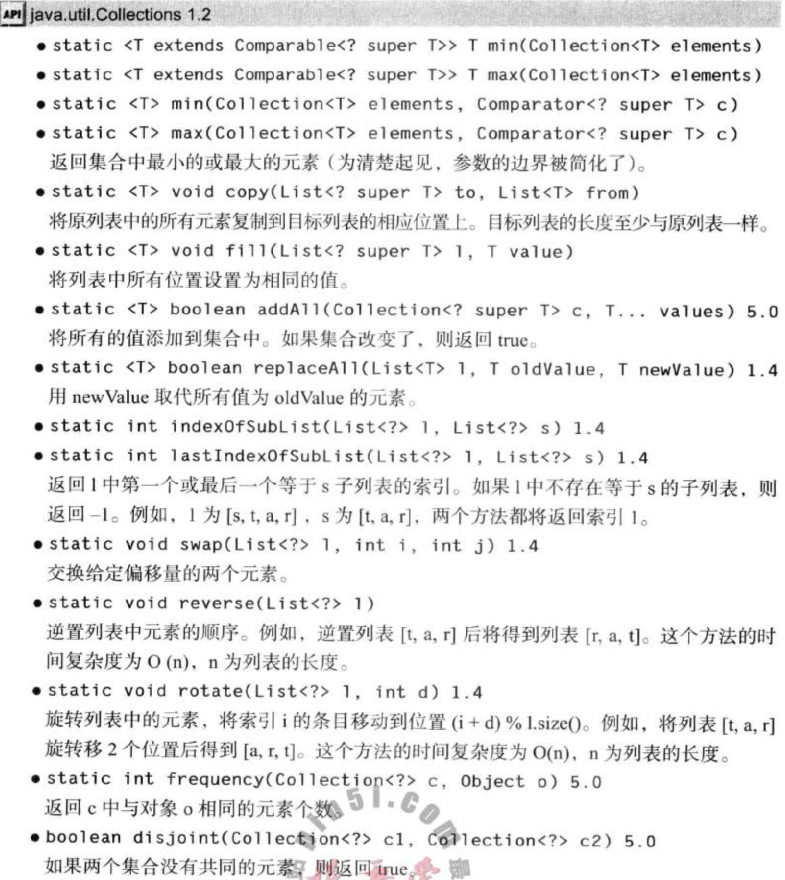 API java.util.Collections 1.2
• static <T extends Comparable<? super T>> T min(Collection<T> elements)
• static <T extends Comparable<? super T>> T max(Collection<T> elements)
• static <T> min(Collection<T> elements, Comparator<? super T> c)
• static <T> max(Collection<T> elements, Comparator<? super T> c)
返回集合中最小的或最大的元素（为清楚起见，参数的边界被简化了）。
• static <T> void copy(List<? super T> to, List<T> from)
将原列表中的所有元素复制到目标列表的相应位置上。目标列表的长度至少与原列表一样。
• static <T> void fill(List<? super T> l, T value)
将列表中所有位置设置为相同的值。
• static <T> boolean addAll(Collection<? super T> c, T... values) 5.0
将所有的值添加到集合中。如果集合改变了，则返回 true。
• static <T> boolean replaceAll(List<T> l, T oldValue, T newValue) 1.4
用 newValue 取代所有值为 oldValue 的元素。
• static int indexOfSubList(List<?> l, List<?> s) 1.4
• static int lastIndexOfSubList(List<?> l, List<?> s) 1.4
返回 l 中第一个或最后一个等于 s 子列表的索引。如果 l 中不存在等于 s 的子列表，则
返回 –1。例如，l 为 [s, t, a, r]，s 为 [t, a, r]，两个方法都将返回索引 1。
• static void swap(List<?> l, int i, int j) 1.4
交换给定偏移量的两个元素。
• static void reverse(List<?> l)
逆置列表中元素的顺序。例如，逆置列表 [t, a, r] 后将得到列表 [r, a, t]。这个方法的时
间复杂度为 O (n)，n 为列表的长度。
• static void rotate(List<?> l, int d) 1.4
旋转列表中的元素，将索引 i 的条目移动到位置 (i + d) % l.size()。例如，将列表 [t, a, r]
旋转移 2 个位置后得到 [a, r, t]。这个方法的时间复杂度为 O(n)，n 为列表的长度。
• static int frequency(Collection<?> c, Object o) 5.0
返回 c 中与对象 o 相同的元素个数。
• boolean disjoint(Collection<?> c1, Collection<?> c2) 5.0
如果两个集合没有共同的元素，则返回 true。